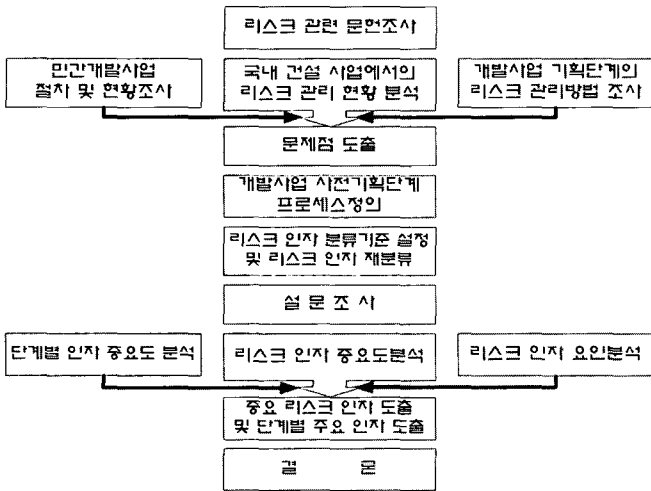 리스크 관련 문헌조사
민간개발사업
절차 및 현황조사
국내 건설 사업에서의
리스크 관리 현황 분석
개발사업 기획단계의
리스크 관리방법 조사
문제점 도출
개발사업 사전기획단계
프로세스정의
리스크 인자 분류기준 설정
및 리스크 인자 재분류
설 문 조 사
단계별 인자 중요도 분석
리스크 인자 중요도분석
리스크 인자 요인분석
중요 리스크 인자 도출
및 단계별 주요 인자 도출
결 론